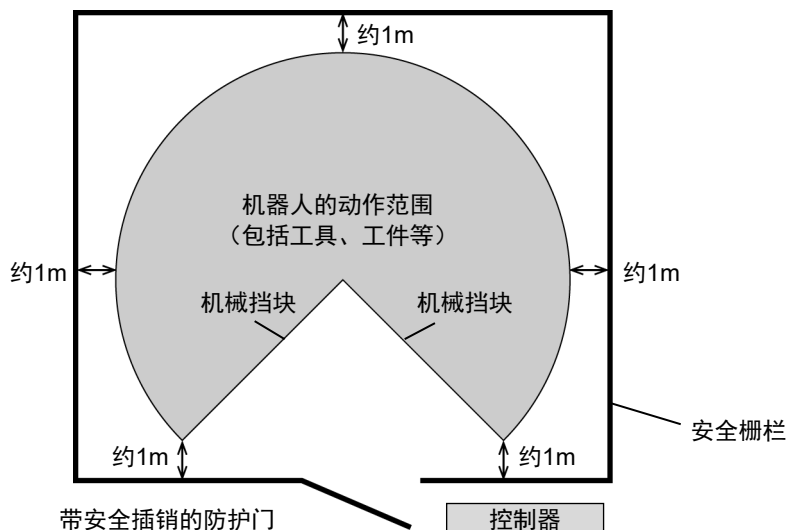 约1m
机器人的动作范围
（包括工具、工件等）
约1m
机械挡块
机械挡块
约1m
安全栅栏
约1m
约1m
带安全插销的防护门
控制器